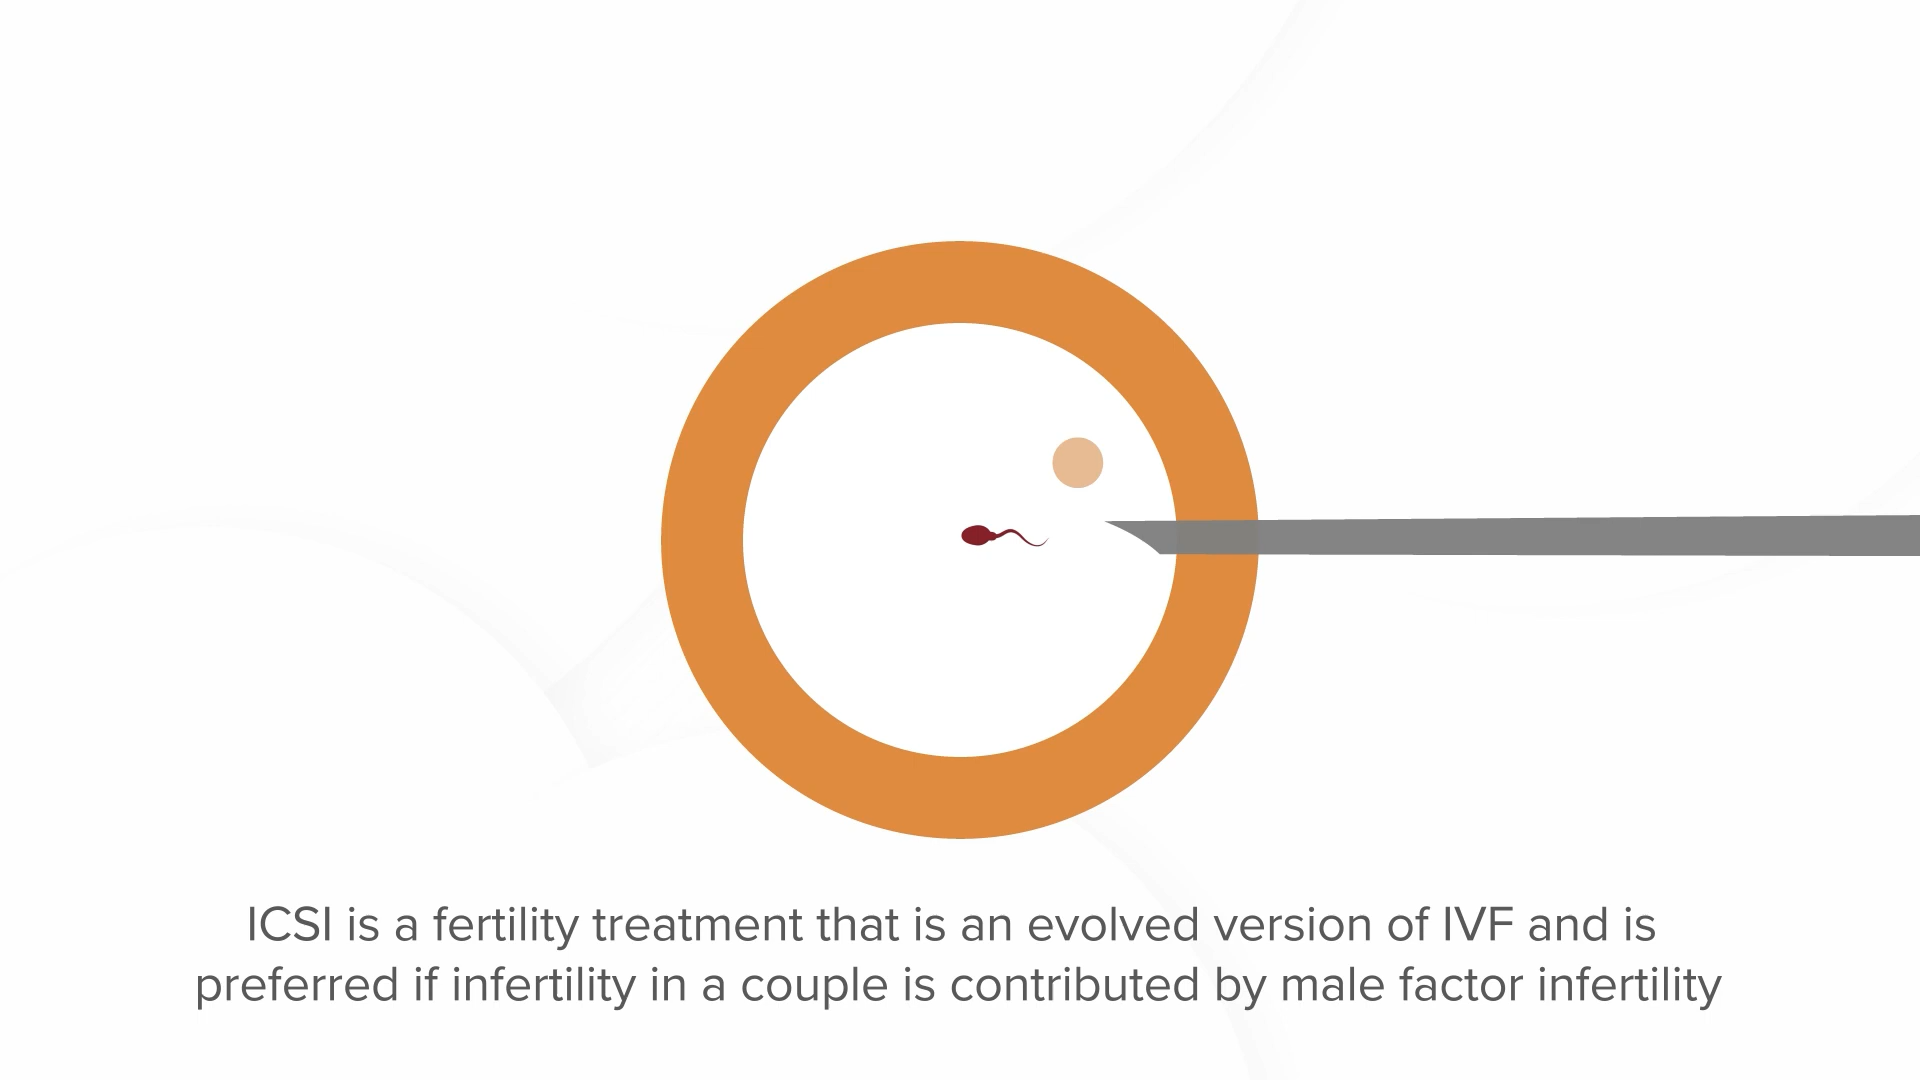 ICSI is a fertility treatment that is an evolved version of IVF and is
preferred if infertility in a couple is contributed by male factor infertility